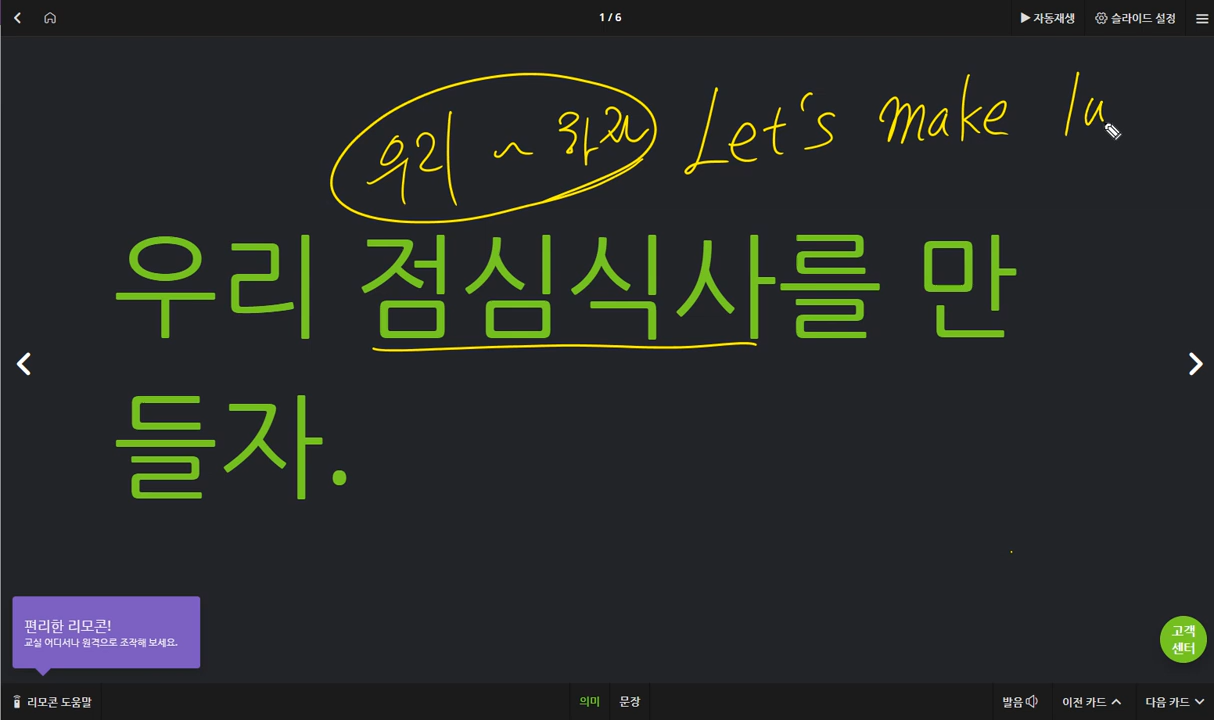 1 / 6
자동재생
슬라이드 설정
우리 ~ 하자 Let's make lu
우리 점심식사를 만
들자.
편리한 리모콘!
교실 어디서나 원격으로 조작해 보세요.
고객
센터
리모콘 도움말
의미
문장
발음
이전 카드
다음 카드